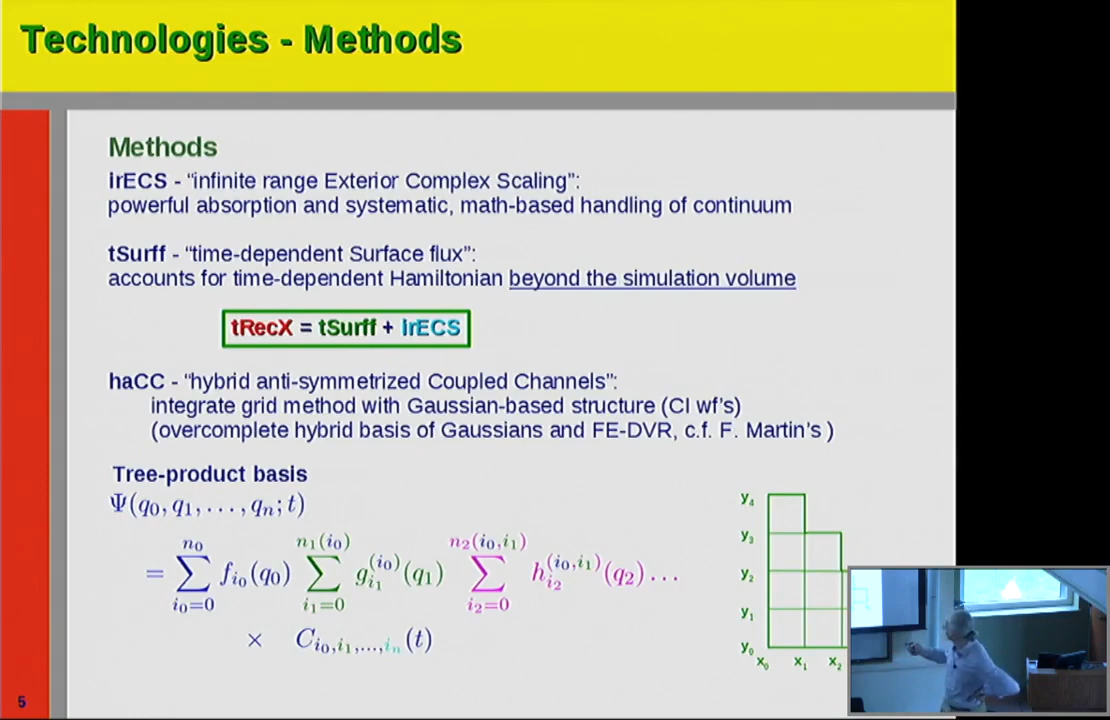 Technologies - Methods
Methods
irECS - “infinite range Exterior Complex Scaling”:
powerful absorption and systematic, math-based handling of continuum
tSurff - “time-dependent Surface flux”:
accounts for time-dependent Hamiltonian beyond the simulation volume
tRecX = tSurff + irECS
haCC - “hybrid anti-symmetrized Coupled Channels”:
integrate grid method with Gaussian-based structure (CI wf’s)
(overcomplete hybrid basis of Gaussians and FE-DVR, c.f. F. Martin’s )
Tree-product basis
Ψ(q₀, q₁, . . . , qₙ; t)
= ∑_{i₀=0}^{n₀} f_{i₀}(q₀) ∑_{i₁=0}^{n₁(i₀)} g_{i₁}^{(i₀)}(q₁) ∑_{i₂=0}^{n₂(i₀,i₁)} h_{i₂}^{(i₀,i₁)}(q₂) . . .
× C_{i₀,i₁,...,iₙ}(t)
y₄
y₃
y₂
y₁
y₀
x₀ x₁ x₂
5